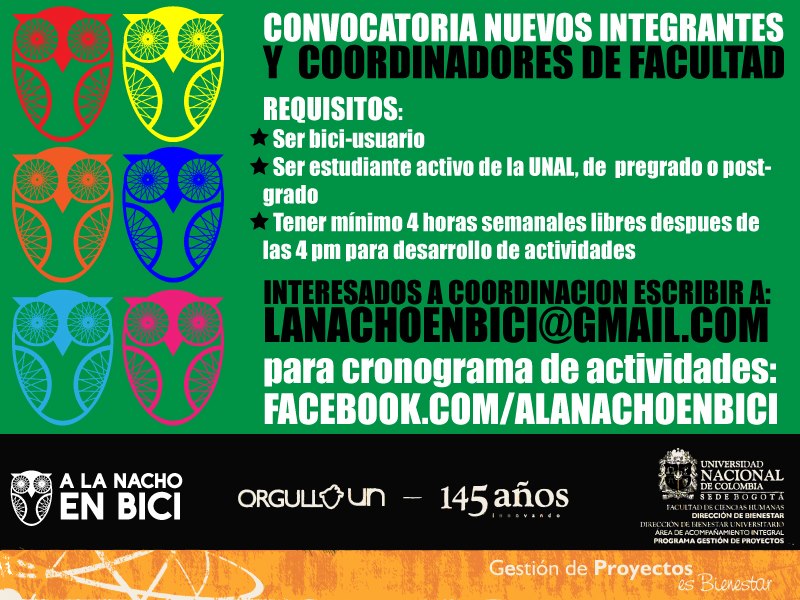 CONVOCATORIA NUEVOS INTEGRANTES
Y COORDINADORES DE FACULTAD
REQUISITOS:
Ser bici-usuario
Ser estudiante activo de la UNAL, de pregrado o post-
grado
Tener mínimo 4 horas semanales libres despues de
las 4 pm para desarrollo de actividades
INTERESADOS A COORDINACION ESCRIBIR A:
LANACHOENBICI@GMAIL.COM
para cronograma de actividades:
FACEBOOK.COM/ALANACHOENBICI
A LA NACHO
EN BICI
ORGULLO un — 145 años
innovando
UNIVERSIDAD
NACIONAL
DE COLOMBIA
SEDE BOGOTÁ
FACULTAD DE CIENCIAS HUMANAS
DIRECCIÓN DE BIENESTAR
DIRECCIÓN DE BIENESTAR UNIVERSITARIO
ÁREA DE ACOMPAÑAMIENTO INTEGRAL
PROGRAMA GESTIÓN DE PROYECTOS
Gestión de Proyectos
es Bienestar